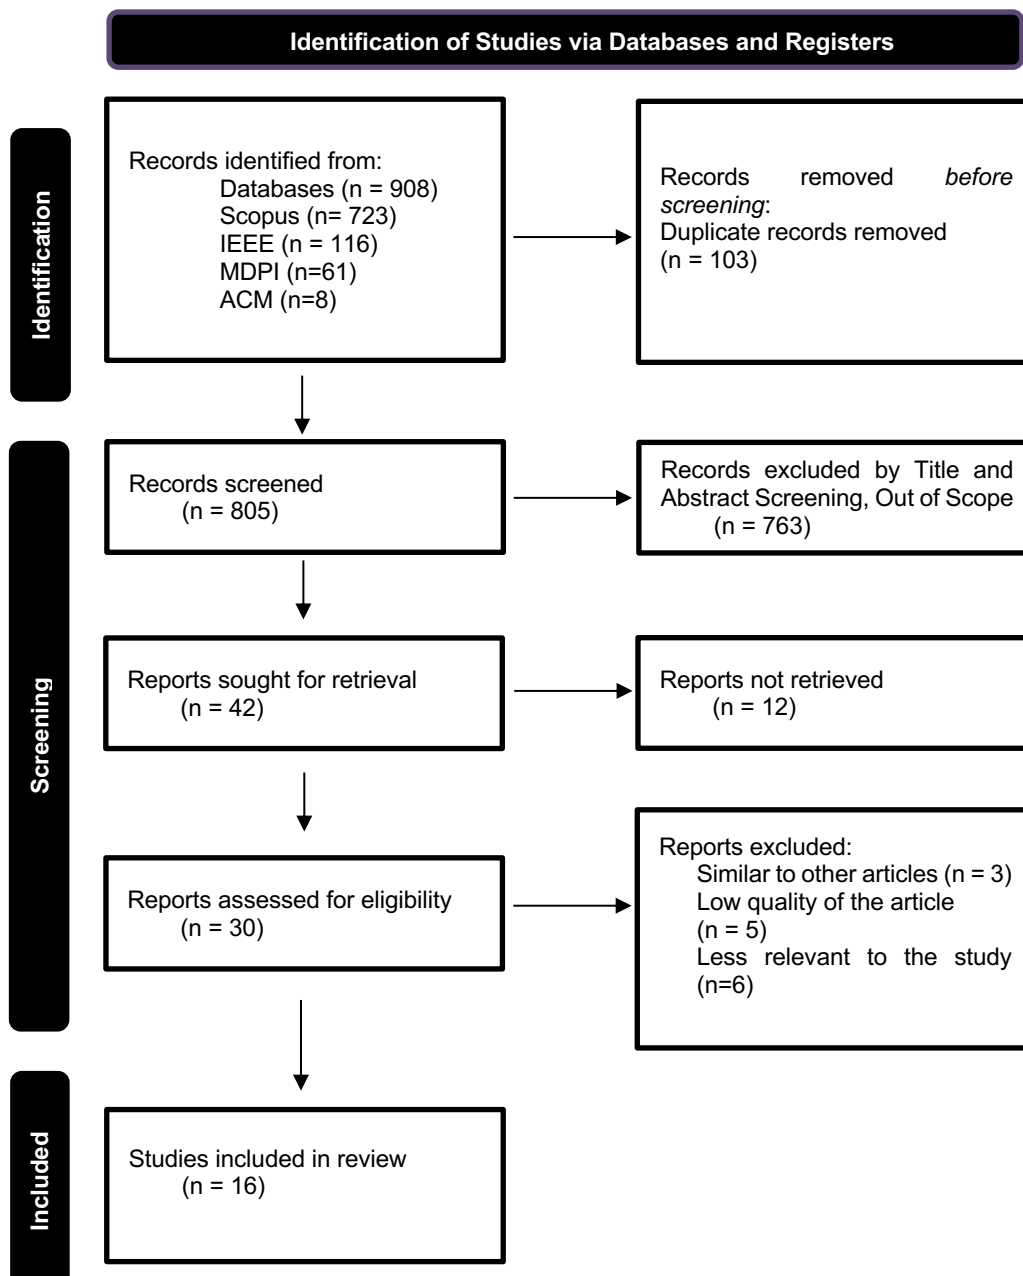 Identification of Studies via Databases and Registers
Identification
Records identified from:
Databases (n = 908)
Scopus (n= 723)
IEEE (n = 116)
MDPI (n=61)
ACM (n=8)
Records removed before
screening:
Duplicate records removed
(n = 103)
Screening
Records screened
(n = 805)
Records excluded by Title and
Abstract Screening, Out of Scope
(n = 763)
Reports sought for retrieval
(n = 42)
Reports not retrieved
(n = 12)
Reports assessed for eligibility
(n = 30)
Reports excluded:
Similar to other articles (n = 3)
Low quality of the article
(n = 5)
Less relevant to the study
(n=6)
Included
Studies included in review
(n = 16)